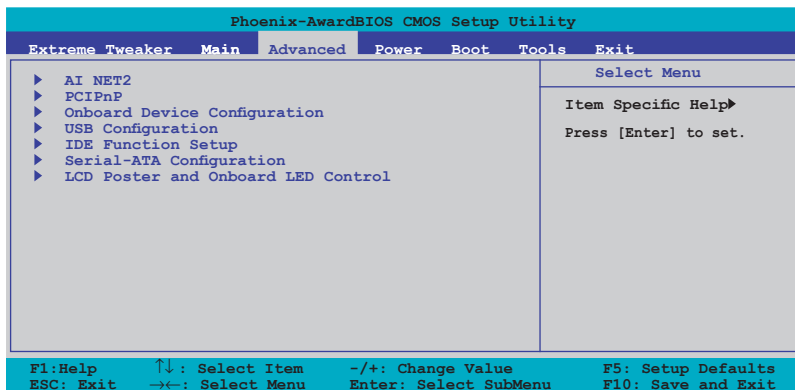 Phoenix-AwardBIOS CMOS Setup Utility
Extreme Tweaker Main Advanced Power Boot Tools Exit
Select Menu
AI NET2
PCIPnP
Onboard Device Configuration
USB Configuration
IDE Function Setup
Serial-ATA Configuration
LCD Poster and Onboard LED Control
Item Specific Help▶
Press [Enter] to set.
F1:Help ↑↓: Select Item -/+: Change Value F5: Setup Defaults
ESC: Exit →←: Select Menu Enter: Select SubMenu F10: Save and Exit